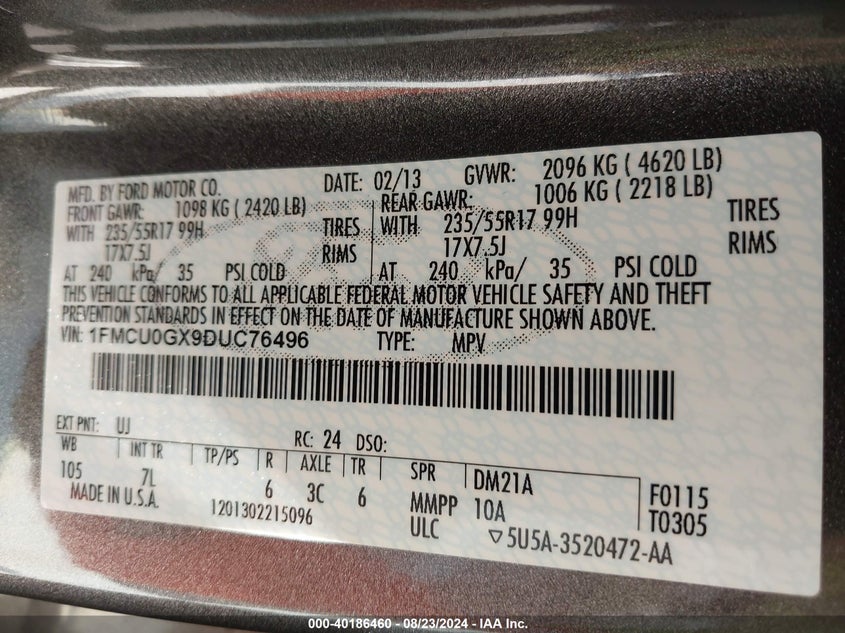 MFD. BY FORD MOTOR CO. DATE: 02/13 GVWR: 2096 KG ( 4620 LB)
FRONT GAWR: 1098 KG ( 2420 LB) REAR GAWR: 1006 KG ( 2218 LB)
WITH 235/55R17 99H TIRES WITH 235/55R17 99H TIRES
17X7.5J RIMS 17X7.5J RIMS
AT 240 kPa/ 35 PSI COLD AT 240 kPa/ 35 PSI COLD
THIS VEHICLE CONFORMS TO ALL APPLICABLE FEDERAL MOTOR VEHICLE SAFETY AND THEFT
PREVENTION STANDARDS IN EFFECT ON THE DATE OF MANUFACTURE SHOWN ABOVE.
VIN: 1FMCU0GX9DUC76496 TYPE: MPV
EXT PNT: UJ RC: 24 DSO:
WB INT TR TP/PS R AXLE TR SPR DM21A F0115
105 7L 6 3C 6 MMPP 10A T0305
MADE IN U.S.A. 1201302215096 ULC ▽5U5A-3520472-AA
000-40186460 - 08/23/2024 - IAA Inc.